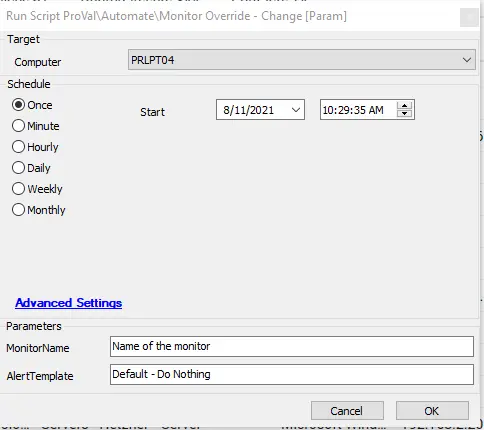 Run Script ProVal\Automate\Monitor Override - Change [Param]
Target
Computer PRLPT04
Schedule
Once Start 8/11/2021 10:29:35 AM
Minute
Hourly
Daily
Weekly
Monthly
Advanced Settings
Parameters
MonitorName Name of the monitor
AlertTemplate Default - Do Nothing
Cancel OK